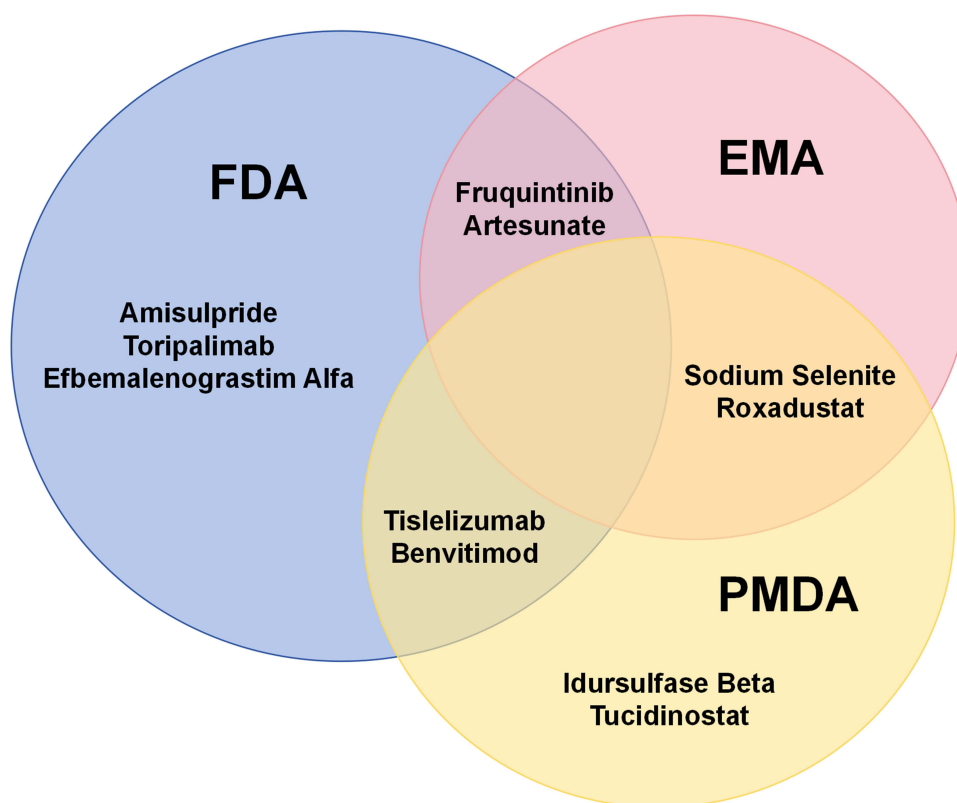 FDA
EMA
Fruquintinib
Artesunate
Amisulpride
Toripalimab
Efbemalenograstim Alfa
Sodium Selenite
Roxadustat
Tislelizumab
Benvitimod
PMDA
Idursulfase Beta
Tucidinostat